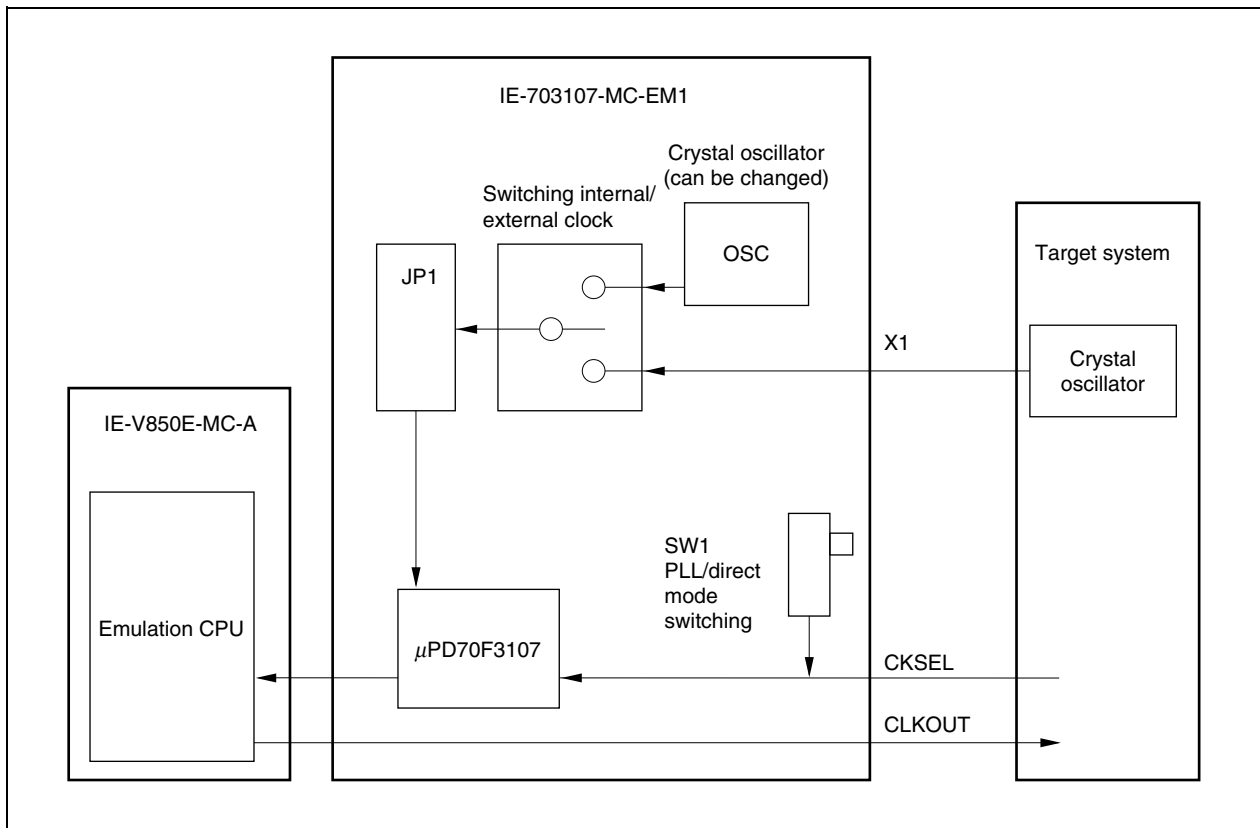 IE-703107-MC-EM1
Crystal oscillator
(can be changed)
Switching internal/
external clock
OSC
JP1
Target system
X1
Crystal
oscillator
IE-V850E-MC-A
SW1
PLL/direct
mode
switching
Emulation CPU
μPD70F3107
CKSEL
CLKOUT